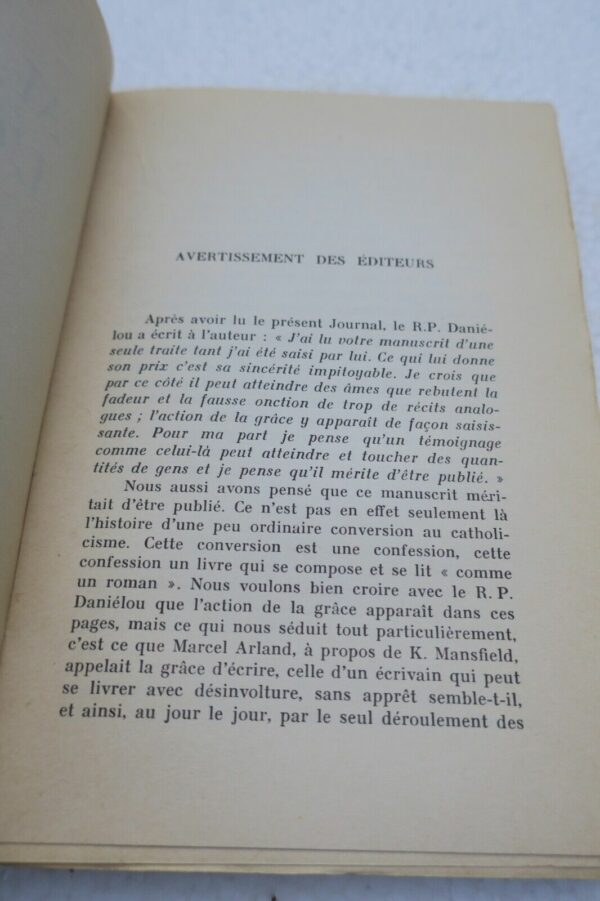 AVERTISSEMENT DES ÉDITEURS
Après avoir lu le présent Journal, le R.P. Danié-
lou a écrit à l'auteur : « J'ai lu votre manuscrit d'une
seule traite tant j'ai été saisi par lui. Ce qui lui donne
son prix c'est sa sincérité impitoyable. Je crois que
par ce côté il peut atteindre des âmes que rebutent la
fadeur et la fausse onction de trop de récits analo-
gues ; l'action de la grâce y apparaît de façon saisis-
sante. Pour ma part je pense qu'un témoignage
comme celui-là peut atteindre et toucher des quan-
tités de gens et je pense qu'il mérite d'être publié. »
Nous aussi avons pensé que ce manuscrit méri-
tait d'être publié. Ce n'est pas en effet seulement là
l'histoire d'une peu ordinaire conversion au catholi-
cisme. Cette conversion est une confession, cette
confession un livre qui se compose et se lit « comme
un roman ». Nous voulons bien croire avec le R. P.
Daniélou que l'action de la grâce apparaît dans ces
pages, mais ce qui nous séduit tout particulièrement,
c'est ce que Marcel Arland, à propos de K. Mansfield,
appelait la grâce d'écrire, celle d'un écrivain qui peut
se livrer avec désinvolture, sans apprêt semble-t-il,
et ainsi, au jour le jour, par le seul déroulement des